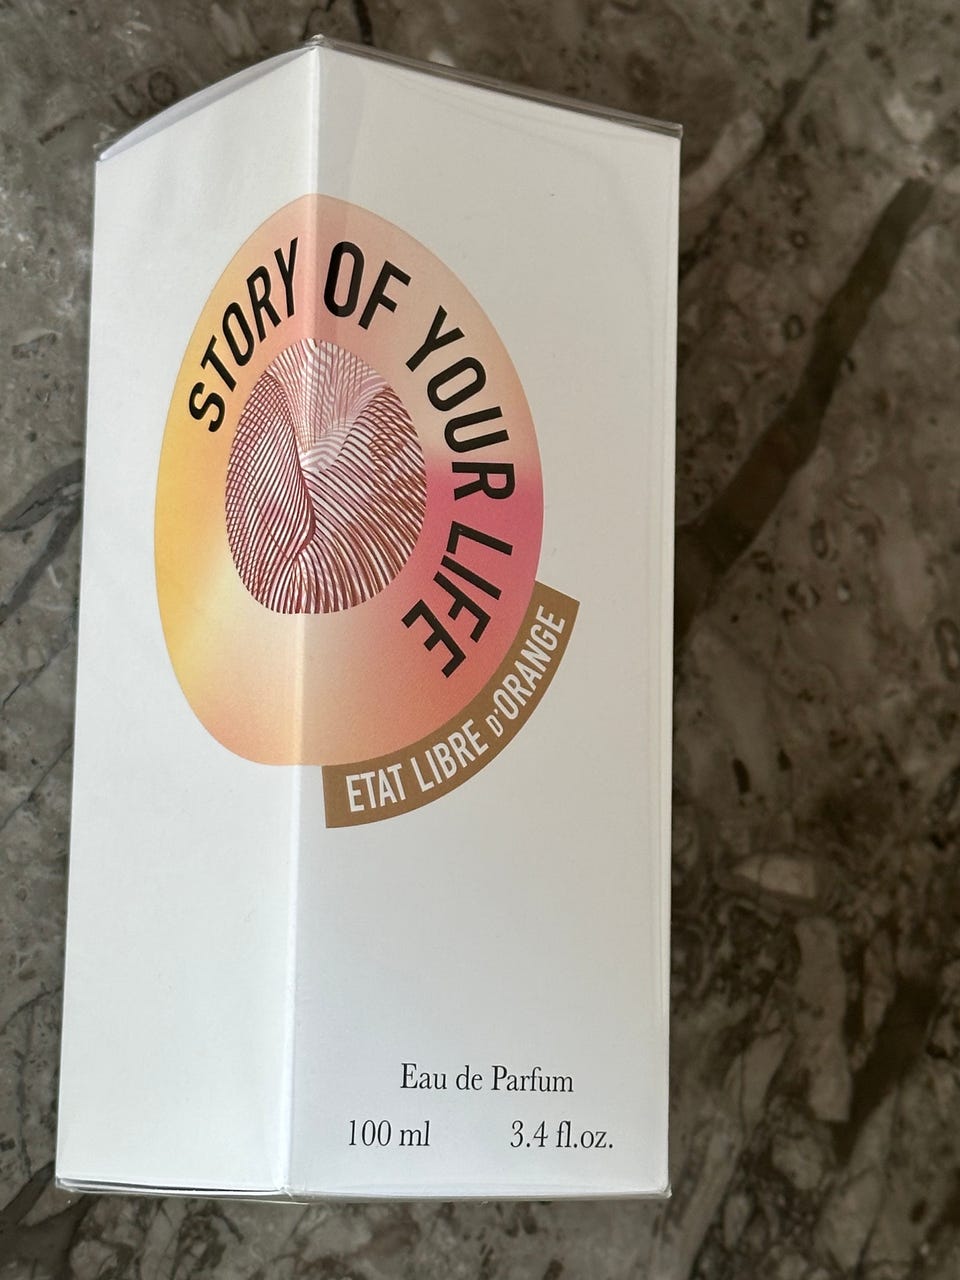 STORY OF YOUR LIFE
ETAT LIBRE D'ORANGE
Eau de Parfum
100 ml 3.4 fl.oz.